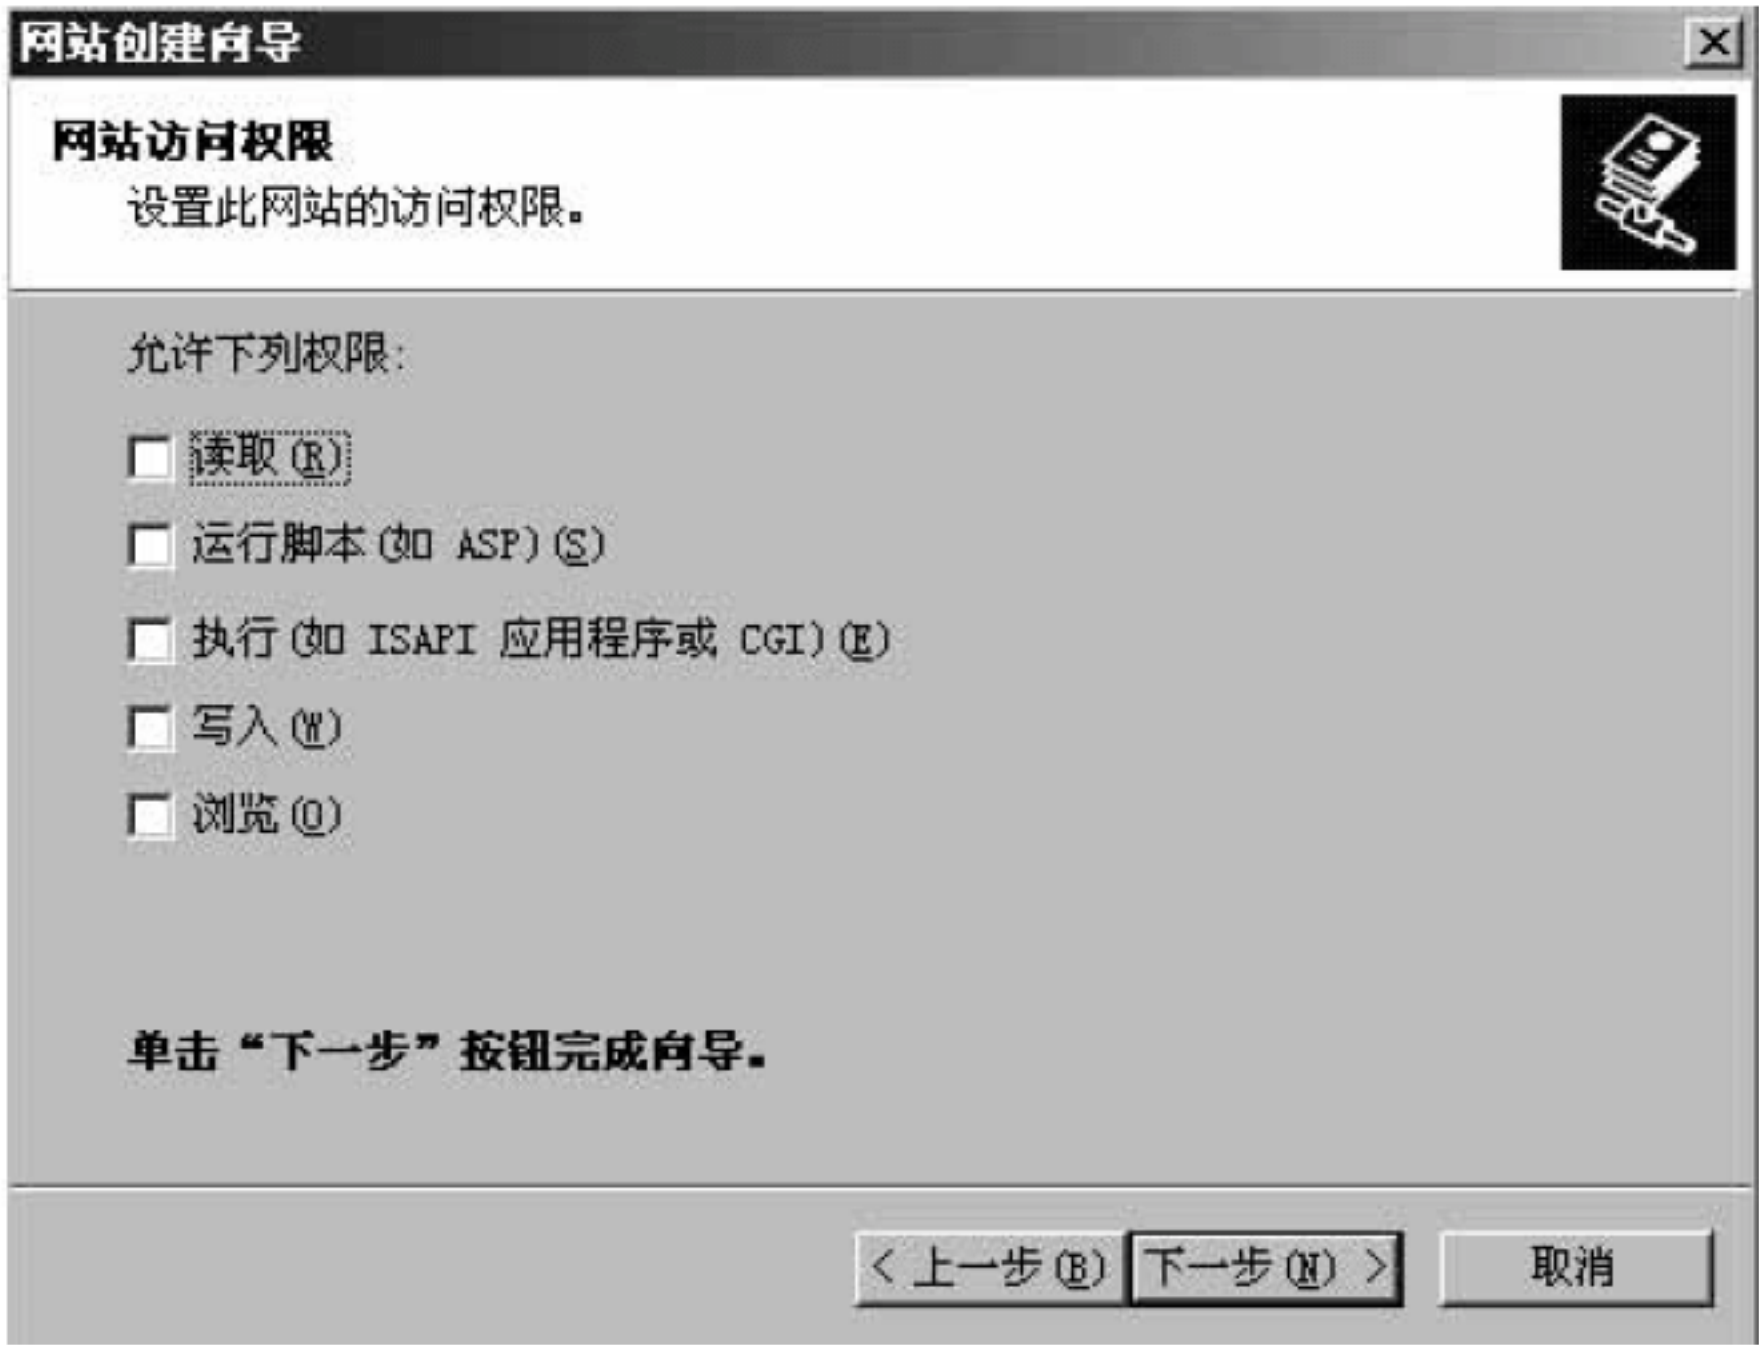 网站创建向导
网站访问权限
设置此网站的访问权限。
允许下列权限:
读取(R)
运行脚本(如 ASP)(S)
执行(如 ISAPI 应用程序或 CGI)(E)
写入(W)
浏览(O)
单击“下一步”按钮完成向导。
< 上一步(B) 下一步(N) > 取消